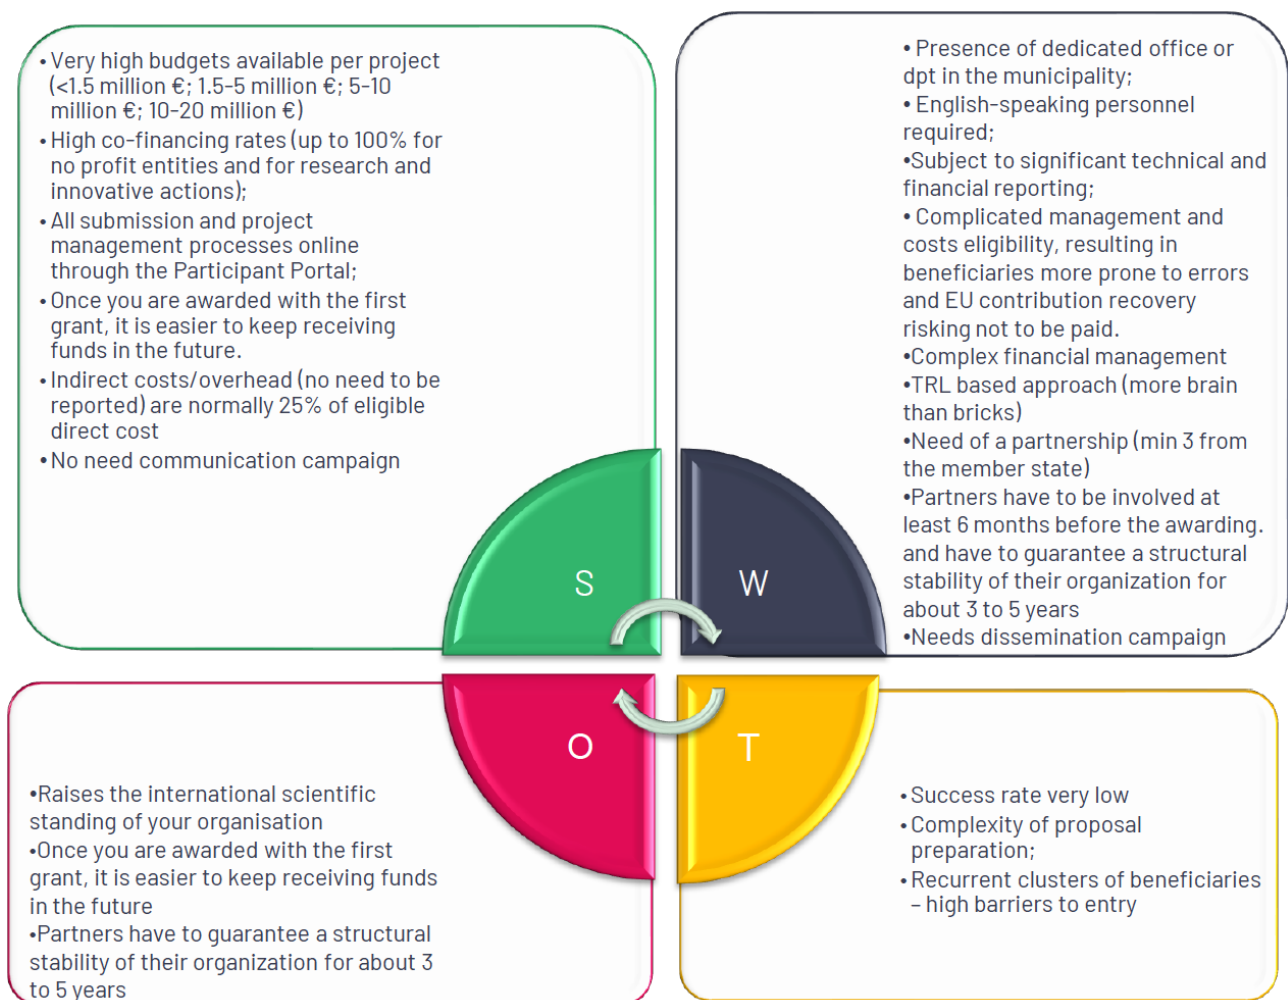 • Very high budgets available per project
(<1.5 million €; 1.5-5 million €; 5-10
million €; 10-20 million €)
• High co-financing rates (up to 100% for
no profit entities and for research and
innovative actions);
• All submission and project
management processes online
through the Participant Portal;
• Once you are awarded with the first
grant, it is easier to keep receiving
funds in the future.
• Indirect costs/overhead (no need to be
reported) are normally 25% of eligible
direct cost
• No need communication campaign
S
• Presence of dedicated office or
dpt in the municipality;
• English-speaking personnel
required;
•Subject to significant technical and
financial reporting;
• Complicated management and
costs eligibility, resulting in
beneficiaries more prone to errors
and EU contribution recovery
risking not to be paid.
•Complex financial management
•TRL based approach (more brain
than bricks)
•Need of a partnership (min 3 from
the member state)
•Partners have to be involved at
least 6 months before the awarding.
and have to guarantee a structural
stability of their organization for
about 3 to 5 years
•Needs dissemination campaign
W
O
•Raises the international scientific
standing of your organisation
•Once you are awarded with the first
grant, it is easier to keep receiving funds
in the future
•Partners have to guarantee a structural
stability of their organization for about 3
to 5 years
T
• Success rate very low
• Complexity of proposal
preparation;
• Recurrent clusters of beneficiaries
– high barriers to entry